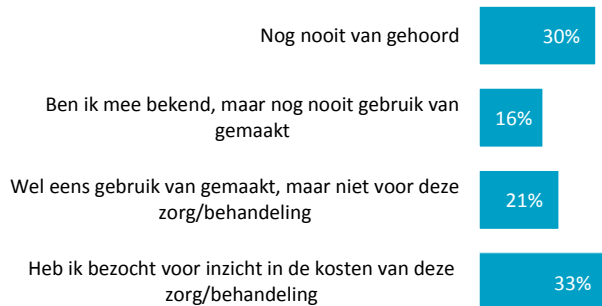 Nog nooit van gehoord
30%
Ben ik mee bekend, maar nog nooit gebruik van
gemaakt
16%
Wel eens gebruik van gemaakt, maar niet voor deze
zorg/behandeling
21%
Heb ik bezocht voor inzicht in de kosten van deze
zorg/behandeling
33%